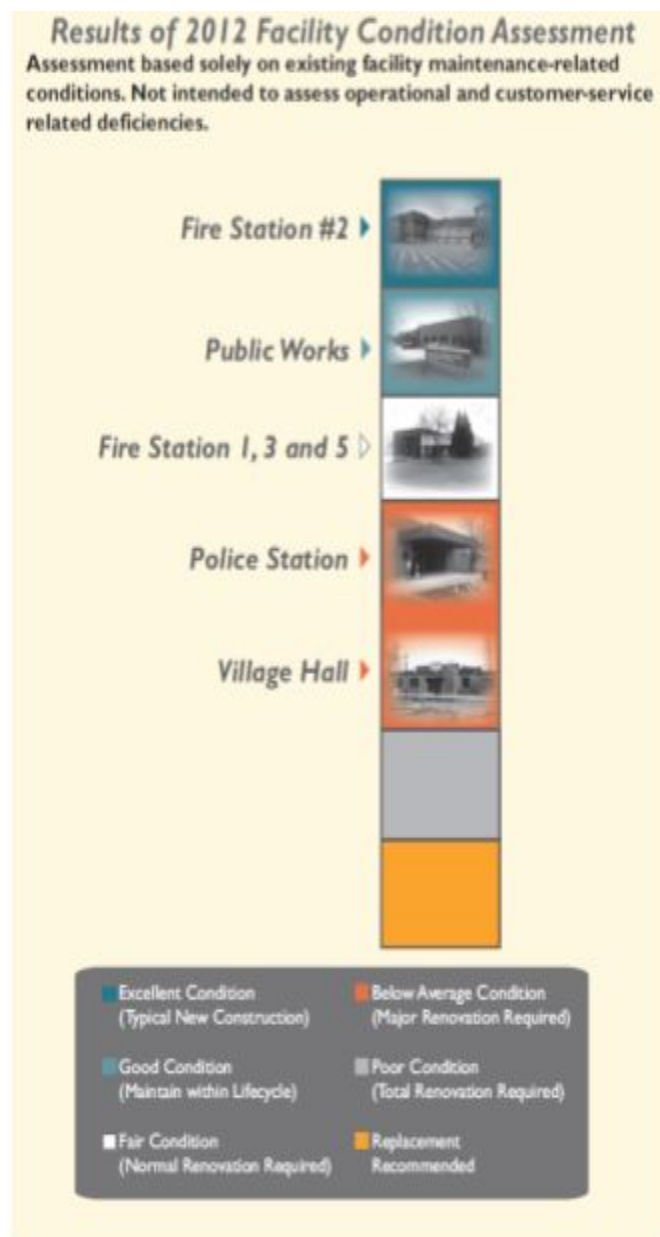 Results of 2012 Facility Condition Assessment
Assessment based solely on existing facility maintenance-related
conditions. Not intended to assess operational and customer-service
related deficiencies.
Fire Station #2
Public Works
Fire Station 1, 3 and 5
Police Station
Village Hall
Excellent Condition
(Typical New Construction)
Good Condition
(Maintain within Lifecycle)
Fair Condition
(Normal Renovation Required)
Below Average Condition
(Major Renovation Required)
Poor Condition
(Total Renovation Required)
Replacement
Recommended